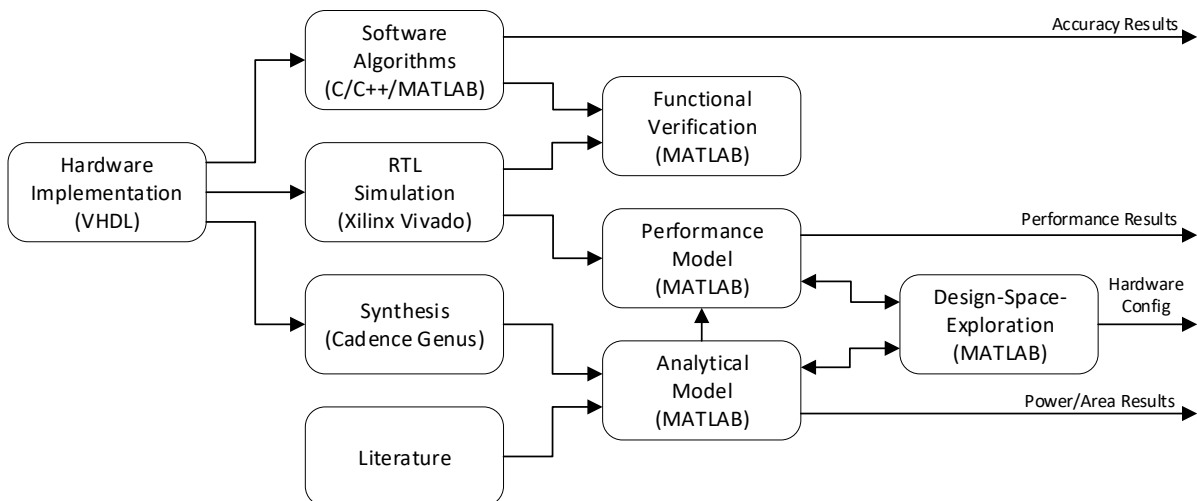 Software
Algorithms
(C/C++/MATLAB)
Accuracy Results
Functional
Verification
(MATLAB)
Hardware
Implementation
(VHDL)
RTL
Simulation
(Xilinx Vivado)
Performance
Model
(MATLAB)
Performance Results
Design-Space-
Exploration
(MATLAB)
Hardware
Config
Synthesis
(Cadence Genus)
Analytical
Model
(MATLAB)
Power/Area Results
Literature